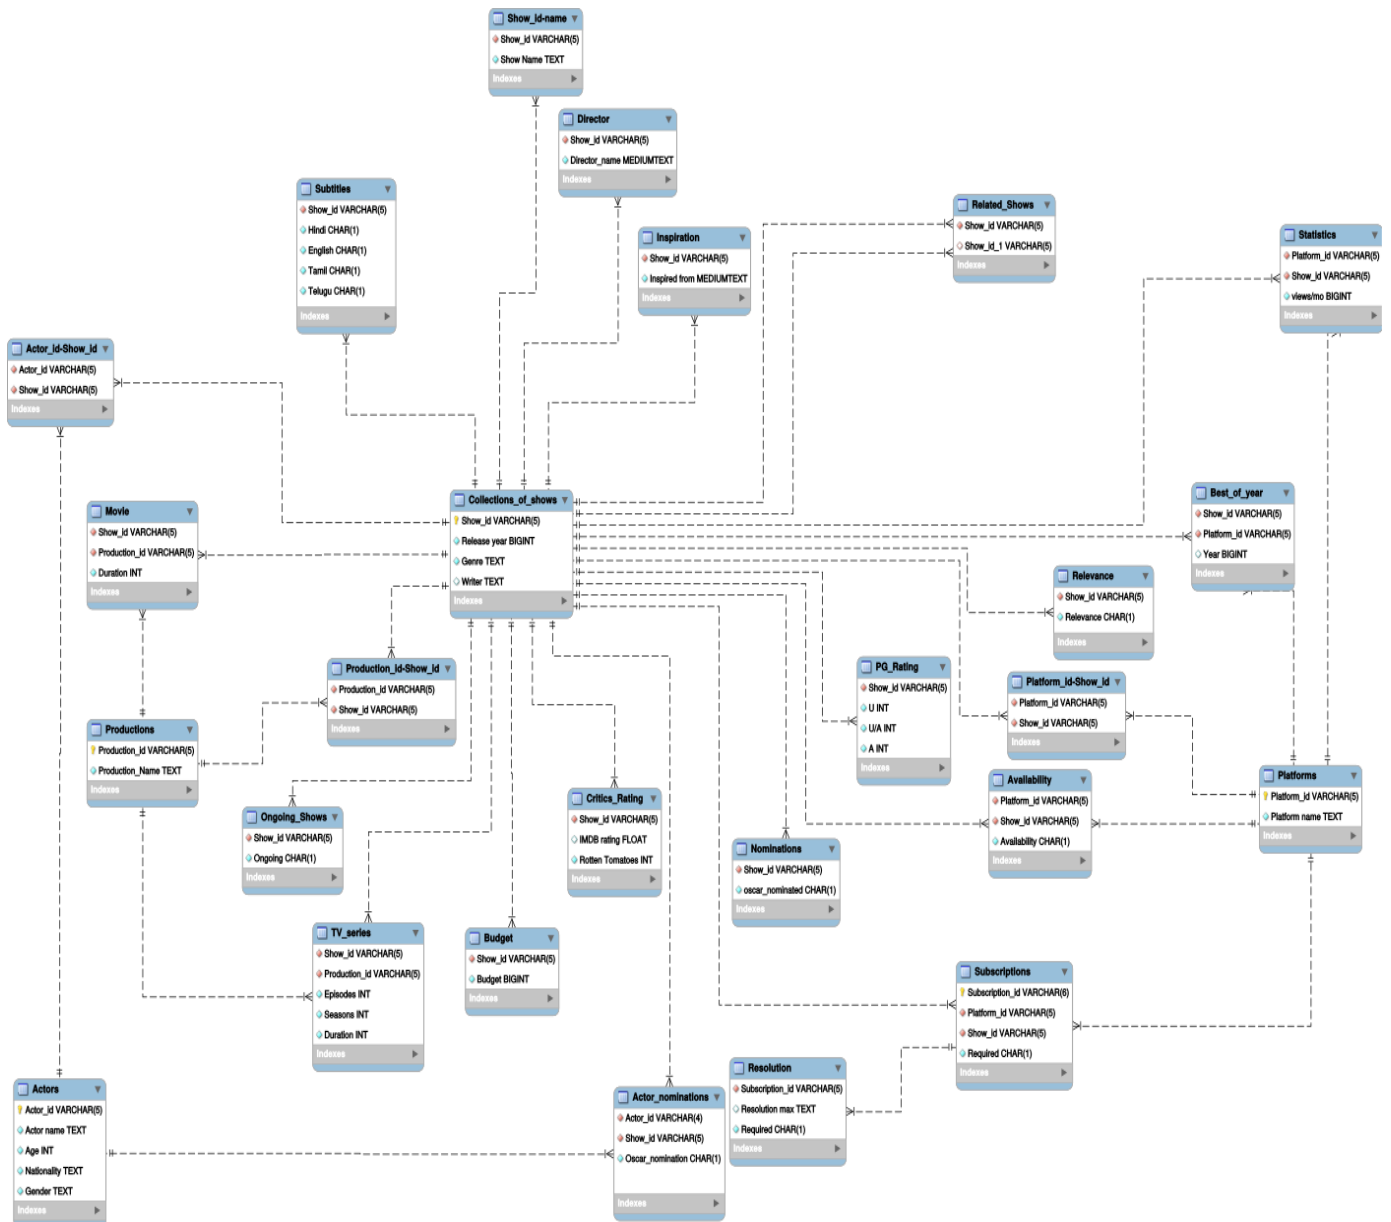 Show_id-name
Show_id VARCHAR(5)
Show Name TEXT
Indexes
Director
Show_id VARCHAR(5)
Director_name MEDIUMTEXT
Indexes
Subtities
Show_id VARCHAR(5)
Hindi CHAR(1)
English CHAR(1)
Tamil CHAR(1)
Telugu CHAR(1)
Indexes
Inspiration
Show_id VARCHAR(5)
Inspired from MEDIUMTEXT
Indexes
Related_Shows
Show_id VARCHAR(5)
Show_id_1 VARCHAR(5)
Indexes
Statistics
Platform_id VARCHAR(5)
Show_id VARCHAR(5)
views/mo BIGINT
Indexes
Actor_id-Show_id
Actor_id VARCHAR(5)
Show_id VARCHAR(5)
Indexes
Movie
Show_id VARCHAR(5)
Production_id VARCHAR(5)
Duration INT
Indexes
Collections_of_shows
Show_id VARCHAR(5)
Release year BIGINT
Genre TEXT
Writer TEXT
Indexes
Best_of_year
Show_id VARCHAR(5)
Platform_id VARCHAR(5)
Year BIGINT
Indexes
Relevance
Show_id VARCHAR(5)
Relevance CHAR(1)
Indexes
Production_id-Show_id
Production_id VARCHAR(5)
Show_id VARCHAR(5)
Indexes
PG_Rating
Show_id VARCHAR(5)
U INT
U/A INT
A INT
Indexes
Platform_id-Show_id
Platform_id VARCHAR(5)
Show_id VARCHAR(5)
Indexes
Productions
Production_id VARCHAR(5)
Production_Name TEXT
Indexes
Availability
Platform_id VARCHAR(5)
Show_id VARCHAR(5)
Availability CHAR(1)
Indexes
Platforms
Platform_id VARCHAR(5)
Platform name TEXT
Indexes
Ongoing_Shows
Show_id VARCHAR(5)
Ongoing CHAR(1)
Indexes
Critics_Rating
Show_id VARCHAR(5)
IMDB rating FLOAT
Rotten Tomatoes INT
Indexes
Nominations
Show_id VARCHAR(5)
oscar_nominated CHAR(1)
Indexes
TV_series
Show_id VARCHAR(5)
Production_id VARCHAR(5)
Episodes INT
Seasons INT
Duration INT
Indexes
Budget
Show_id VARCHAR(5)
Budget BIGINT
Indexes
Subscriptions
Subscription_id VARCHAR(6)
Platform_id VARCHAR(5)
Show_id VARCHAR(5)
Required CHAR(1)
Indexes
Resolution
Subscription_id VARCHAR(5)
Resolution max TEXT
Required CHAR(1)
Indexes
Actors
Actor_id VARCHAR(5)
Actor name TEXT
Age INT
Nationality TEXT
Gender TEXT
Indexes
Actor_nominations
Actor_id VARCHAR(4)
Show_id VARCHAR(5)
Oscar_nomination CHAR(1)
Indexes